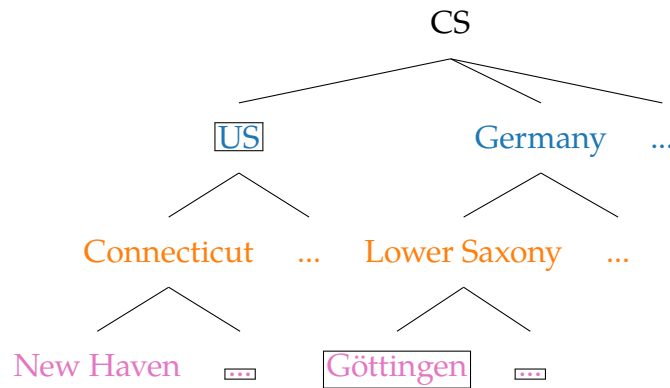 CS
US Germany ...
Connecticut ... Lower Saxony ...
New Haven ... Göttingen ...